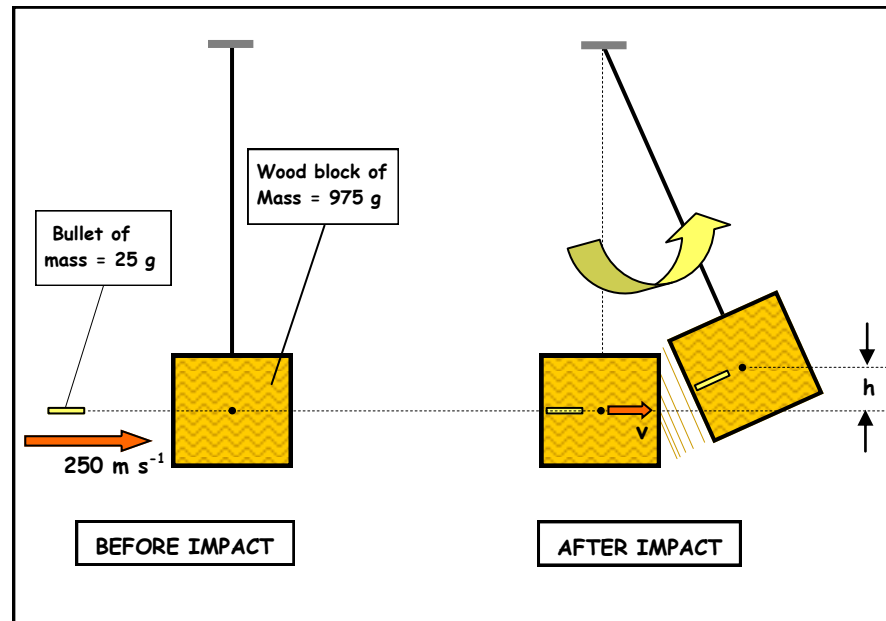 Wood block of
Mass = 975 g
Bullet of
mass = 25 g
h
v
250 m s⁻¹
BEFORE IMPACT
AFTER IMPACT